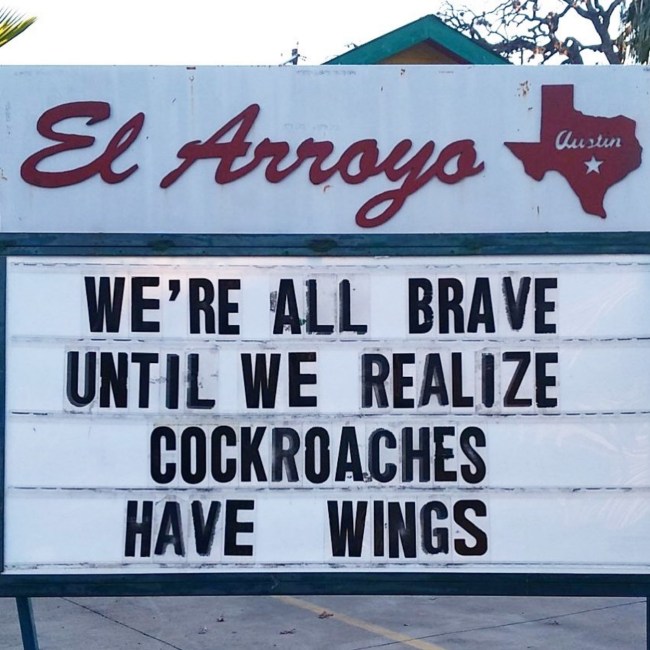 El Arroyo
Austin
WE'RE ALL BRAVE
UNTIL WE REALIZE
COCKROACHES
HAVE WINGS